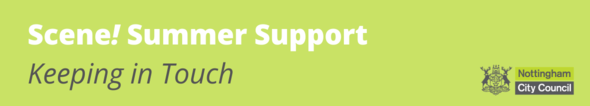 Scene! Summer Support
Keeping in Touch
Nottingham
City Council